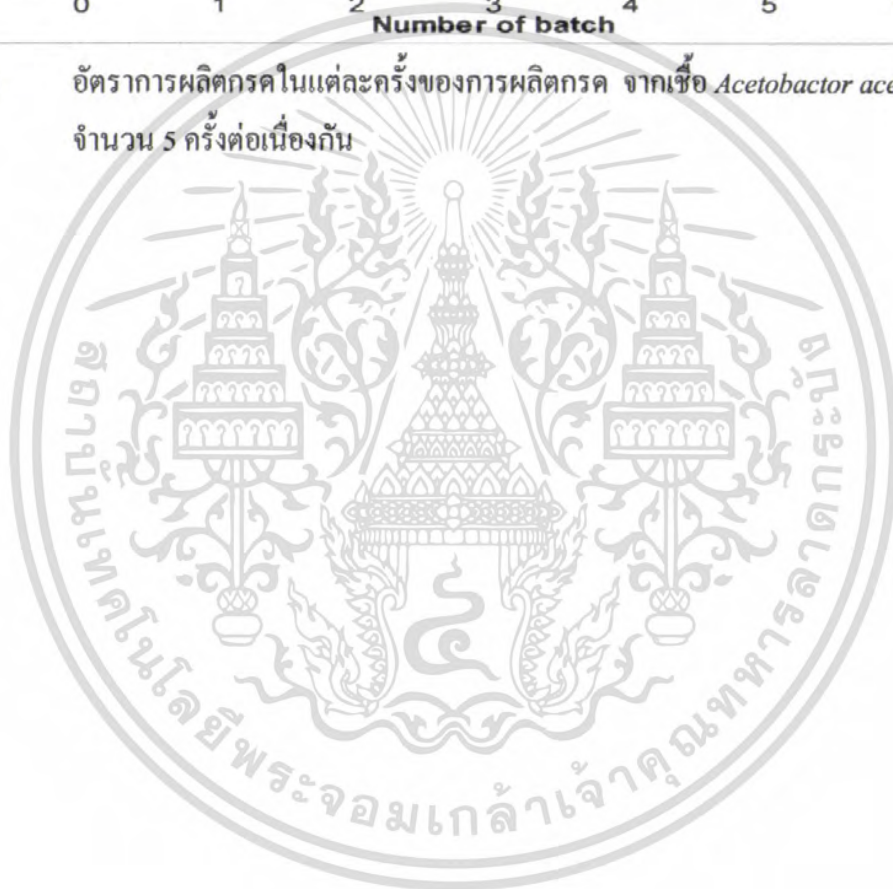 0 1 2 3 4 5
Number of batch
อัตราการผลิตกรดในแต่ละครั้งของการผลิตกรด จากเชื้อ Acetobactor ace
จำนวน 5 ครั้งต่อเนื่องกัน
สถาบันเทคโนโลยีพระจอมเกล้าเจ้าคุณทหารลาดกระบัง